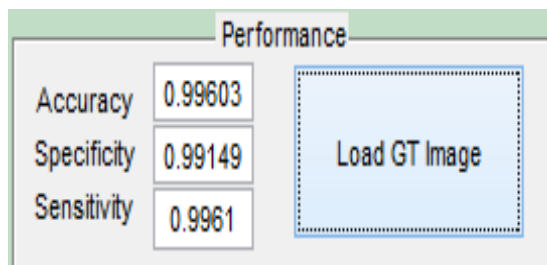 Performance
Accuracy 0.99603
Specificity 0.99149
Sensitivity 0.9961
Load GT Image